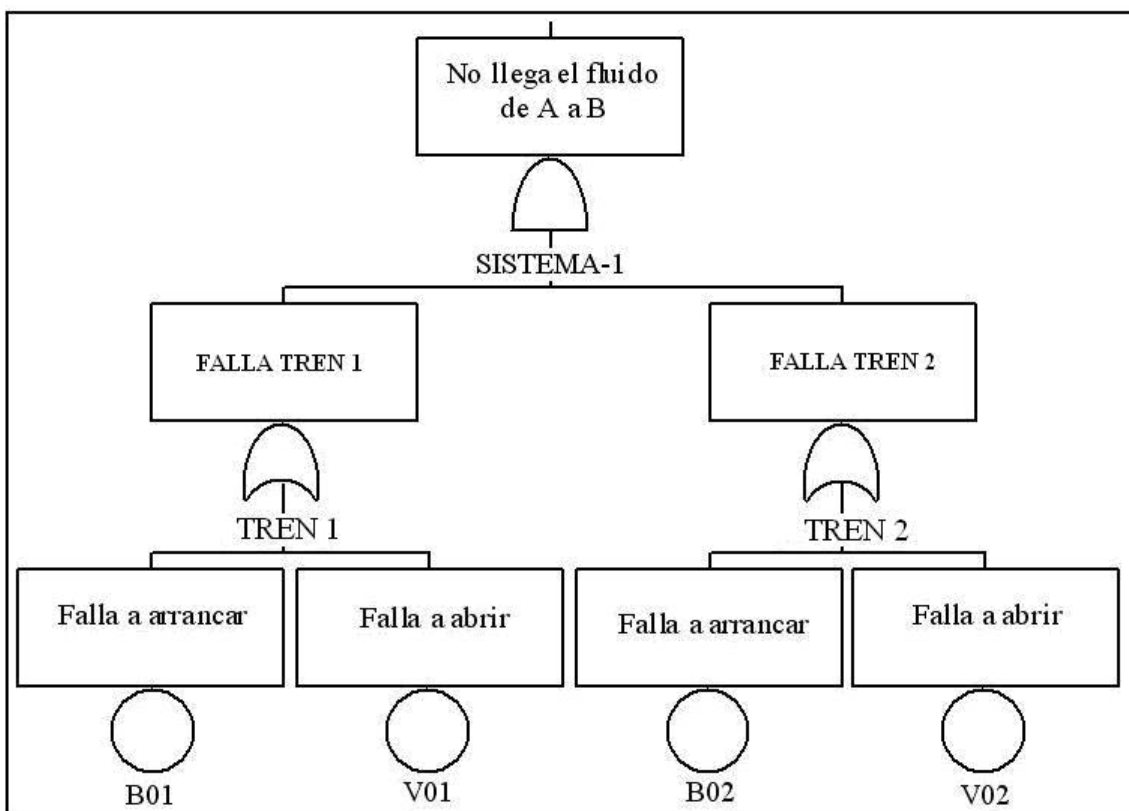 No llega el fluido
de A a B
SISTEMA-1
FALLA TREN 1
FALLA TREN 2
TREN 1
TREN 2
Falla a arrancar
Falla a abrir
Falla a arrancar
Falla a abrir
B01
V01
B02
V02